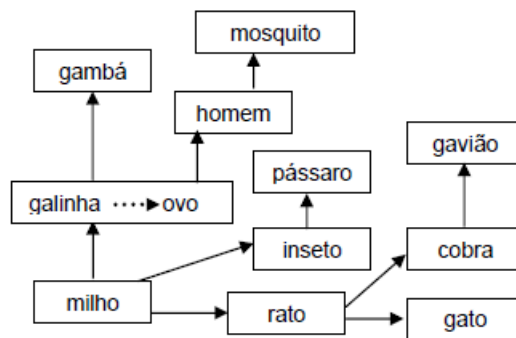 mosquito
gambá
homem
gavião
pássaro
galinha ovo
inseto
cobra
milho
rato
gato